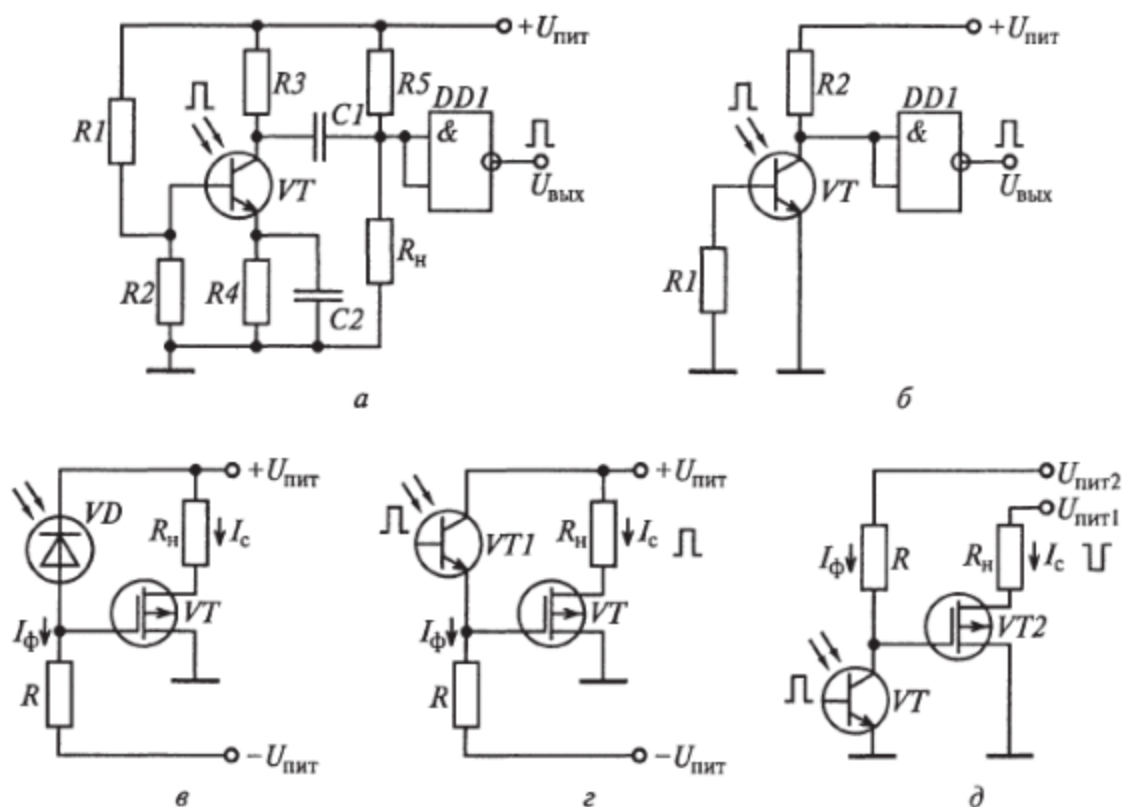 +Uпит
R3
R5
DD1
C1
&
R1
VT
Uвых
Rн
R2
R4
C2
а
+Uпит
R2
DD1
&
VT
Uвых
R1
б
+Uпит
VD
Rн
Iс
VT
Iф
R
−Uпит
в
+Uпит
VT1
Rн
Iс
VT
Iф
R
−Uпит
г
Uпит2
Uпит1
Iф
R
Rн
Iс
VT2
VT
д